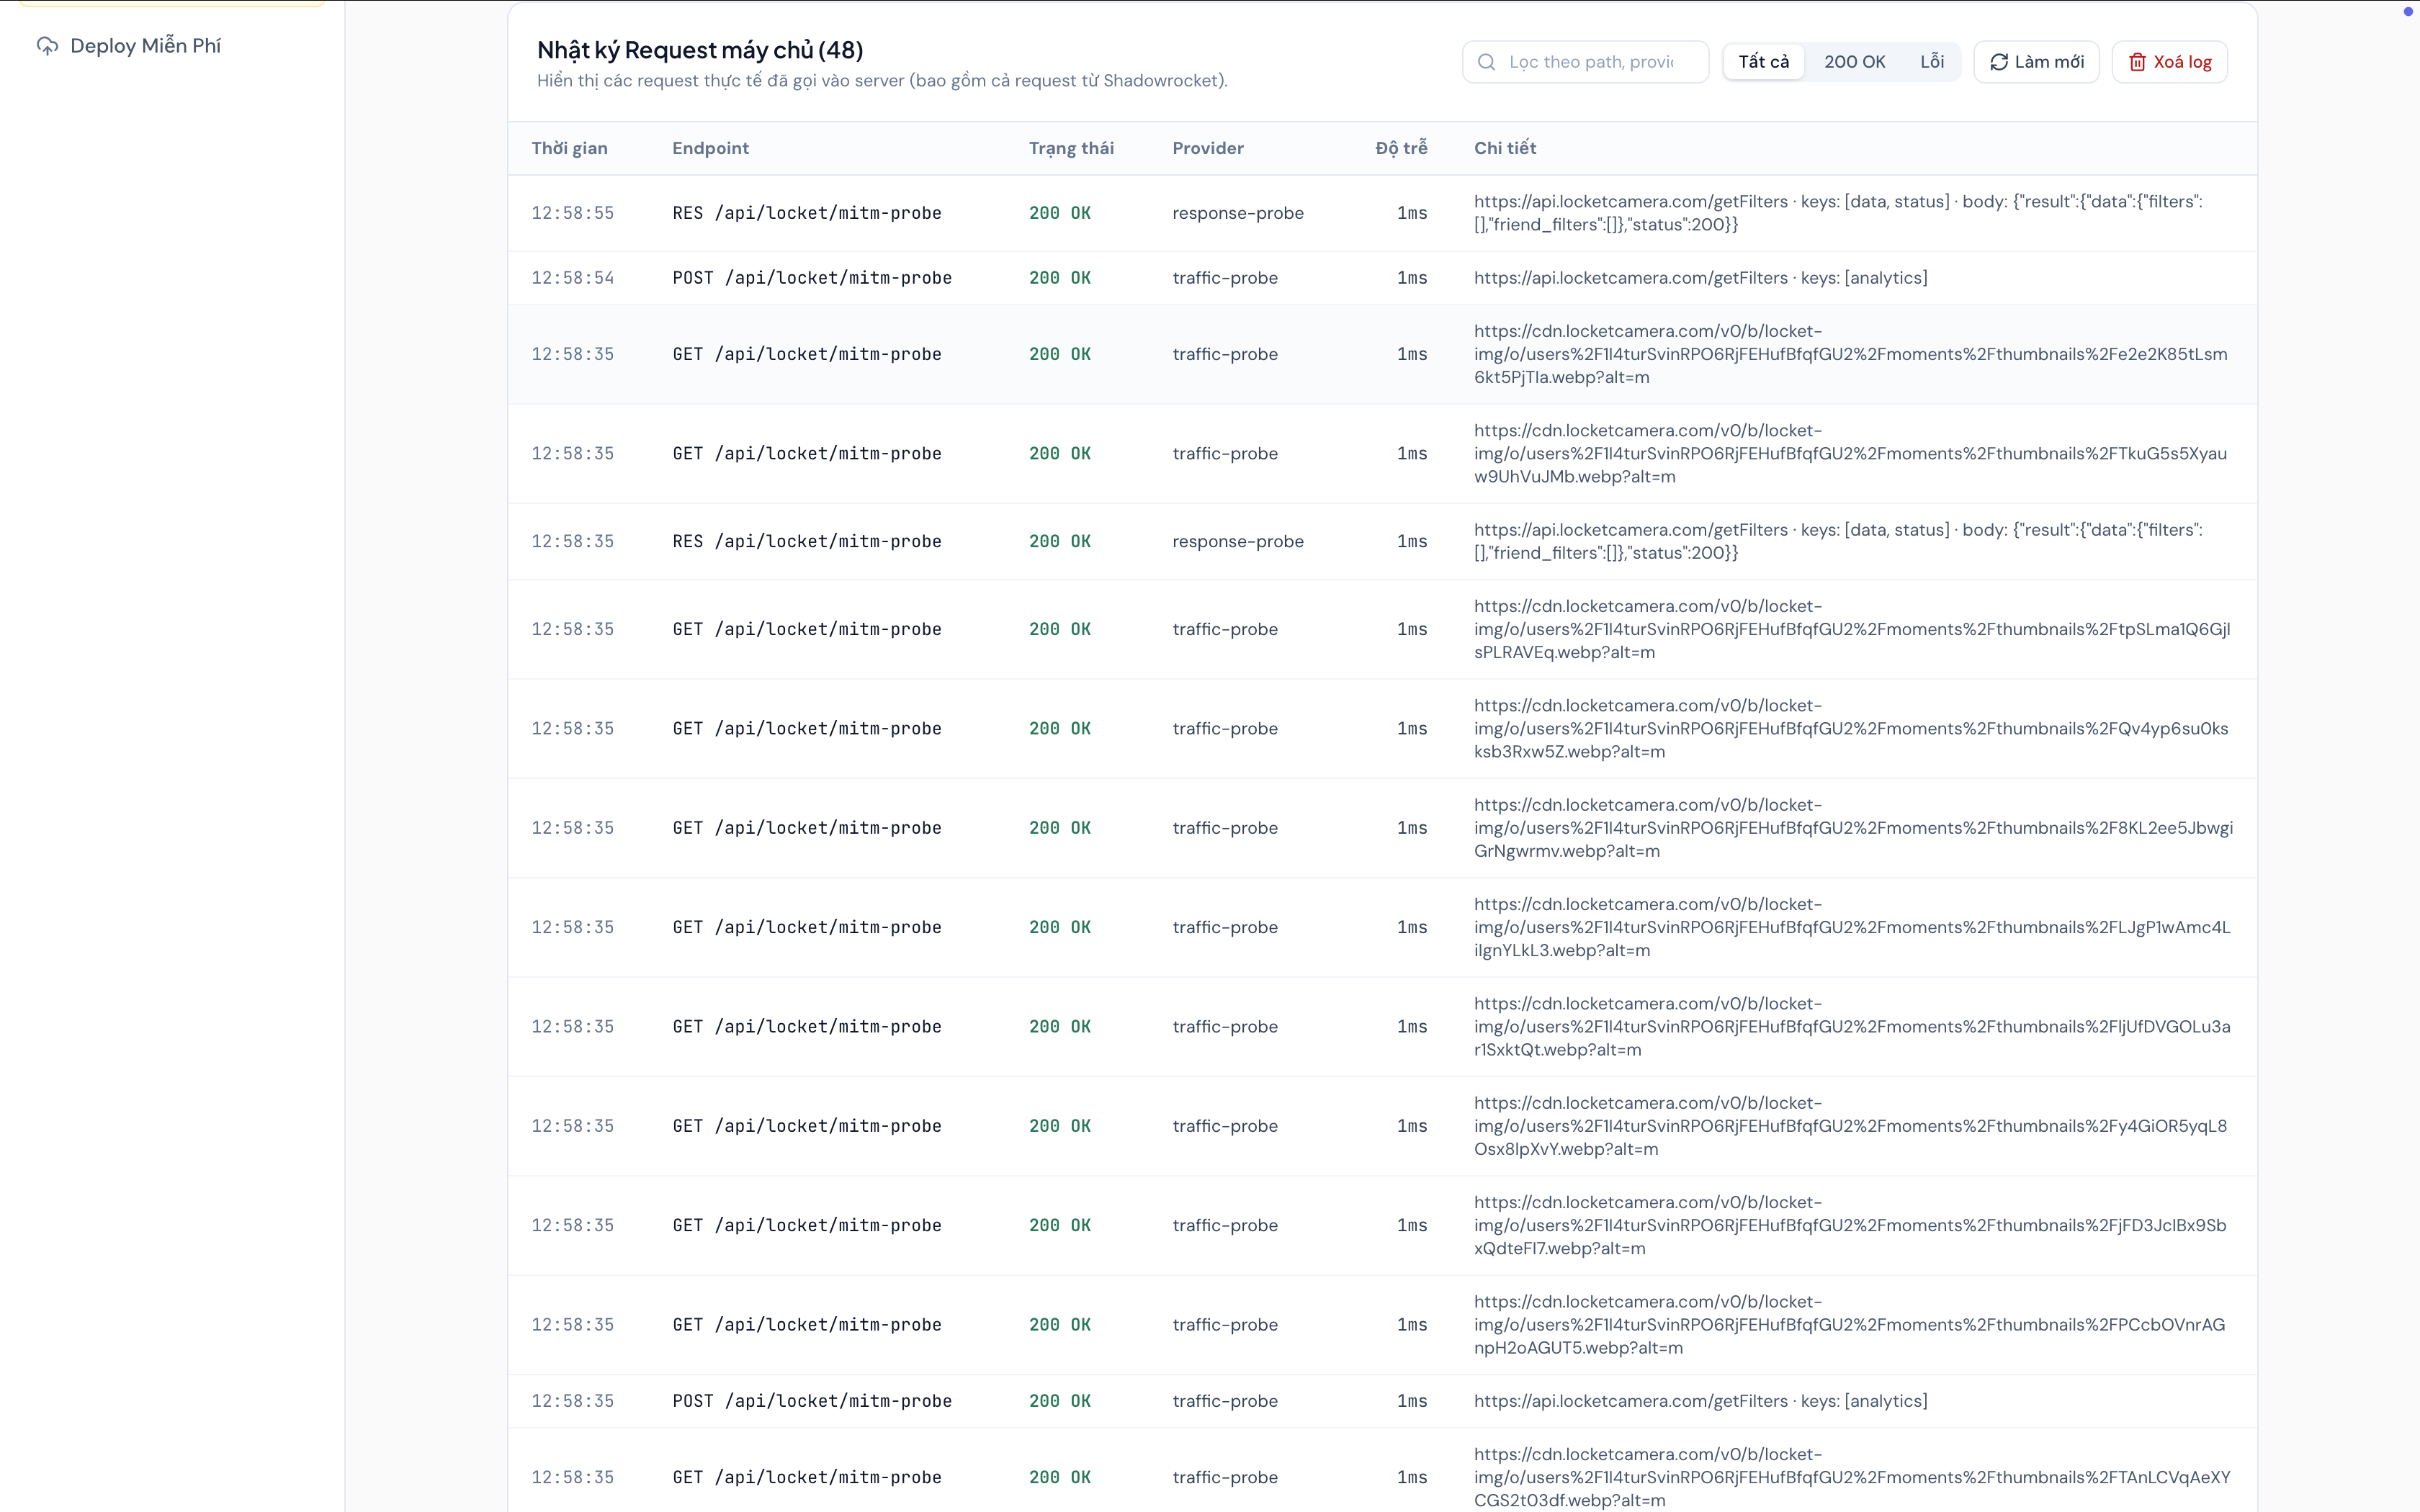 Deploy Miễn Phí
Nhật ký Request máy chủ (48)
Hiển thị các request thực tế đã gọi vào server (bao gồm cả request từ Shadowrocket).
Lọc theo path, provi
Tất cả
200 OK
Lỗi
Làm mới
Xoá log
Thời gian Endpoint Trạng thái Provider Độ trễ Chi tiết
12:58:55 RES /api/locket/mitm-probe 200 OK response-probe 1ms https://api.locketcamera.com/getFilters · keys: [data, status] · body: {"result":{"data":{"filters":
[],"friend_filters":[]},"status":200}}
12:58:54 POST /api/locket/mitm-probe 200 OK traffic-probe 1ms https://api.locketcamera.com/getFilters · keys: [analytics]
12:58:35 GET /api/locket/mitm-probe 200 OK traffic-probe 1ms https://cdn.locketcamera.com/v0/b/locket-
img/o/users%2F1I4turSvinRPO6RjFEHufBfqfGU2%2Fmoments%2Fthumbnails%2Fe2e2K85tLsm
6kt5PjTla.webp?alt=m
12:58:35 GET /api/locket/mitm-probe 200 OK traffic-probe 1ms https://cdn.locketcamera.com/v0/b/locket-
img/o/users%2F1I4turSvinRPO6RjFEHufBfqfGU2%2Fmoments%2Fthumbnails%2FTkuG5s5Xyau
w9UhVuJMb.webp?alt=m
12:58:35 RES /api/locket/mitm-probe 200 OK response-probe 1ms https://api.locketcamera.com/getFilters · keys: [data, status] · body: {"result":{"data":{"filters":
[],"friend_filters":[]},"status":200}}
12:58:35 GET /api/locket/mitm-probe 200 OK traffic-probe 1ms https://cdn.locketcamera.com/v0/b/locket-
img/o/users%2F1I4turSvinRPO6RjFEHufBfqfGU2%2Fmoments%2Fthumbnails%2FtpSLma1Q6Gjl
sPLRAVEq.webp?alt=m
12:58:35 GET /api/locket/mitm-probe 200 OK traffic-probe 1ms https://cdn.locketcamera.com/v0/b/locket-
img/o/users%2F1I4turSvinRPO6RjFEHufBfqfGU2%2Fmoments%2Fthumbnails%2FQv4yp6su0ks
ksb3Rxw5Z.webp?alt=m
12:58:35 GET /api/locket/mitm-probe 200 OK traffic-probe 1ms https://cdn.locketcamera.com/v0/b/locket-
img/o/users%2F1I4turSvinRPO6RjFEHufBfqfGU2%2Fmoments%2Fthumbnails%2F8KL2ee5Jbwgi
GrNgwrmv.webp?alt=m
12:58:35 GET /api/locket/mitm-probe 200 OK traffic-probe 1ms https://cdn.locketcamera.com/v0/b/locket-
img/o/users%2F1I4turSvinRPO6RjFEHufBfqfGU2%2Fmoments%2Fthumbnails%2FLJgP1wAmc4L
iIgnYLkL3.webp?alt=m
12:58:35 GET /api/locket/mitm-probe 200 OK traffic-probe 1ms https://cdn.locketcamera.com/v0/b/locket-
img/o/users%2F1I4turSvinRPO6RjFEHufBfqfGU2%2Fmoments%2Fthumbnails%2FIjUfDVGOLu3a
r1SxktQt.webp?alt=m
12:58:35 GET /api/locket/mitm-probe 200 OK traffic-probe 1ms https://cdn.locketcamera.com/v0/b/locket-
img/o/users%2F1I4turSvinRPO6RjFEHufBfqfGU2%2Fmoments%2Fthumbnails%2Fy4GiOR5yqL8
Osx8lpXvY.webp?alt=m
12:58:35 GET /api/locket/mitm-probe 200 OK traffic-probe 1ms https://cdn.locketcamera.com/v0/b/locket-
img/o/users%2F1I4turSvinRPO6RjFEHufBfqfGU2%2Fmoments%2Fthumbnails%2FjFD3JclBx9Sb
xQdteFI7.webp?alt=m
12:58:35 GET /api/locket/mitm-probe 200 OK traffic-probe 1ms https://cdn.locketcamera.com/v0/b/locket-
img/o/users%2F1I4turSvinRPO6RjFEHufBfqfGU2%2Fmoments%2Fthumbnails%2FPCcbOVnrAG
npH2oAGUT5.webp?alt=m
12:58:35 POST /api/locket/mitm-probe 200 OK traffic-probe 1ms https://api.locketcamera.com/getFilters · keys: [analytics]
12:58:35 GET /api/locket/mitm-probe 200 OK traffic-probe 1ms https://cdn.locketcamera.com/v0/b/locket-
img/o/users%2F1I4turSvinRPO6RjFEHufBfqfGU2%2Fmoments%2Fthumbnails%2FTAnLCVqAeXY
CGS2t03df.webp?alt=m